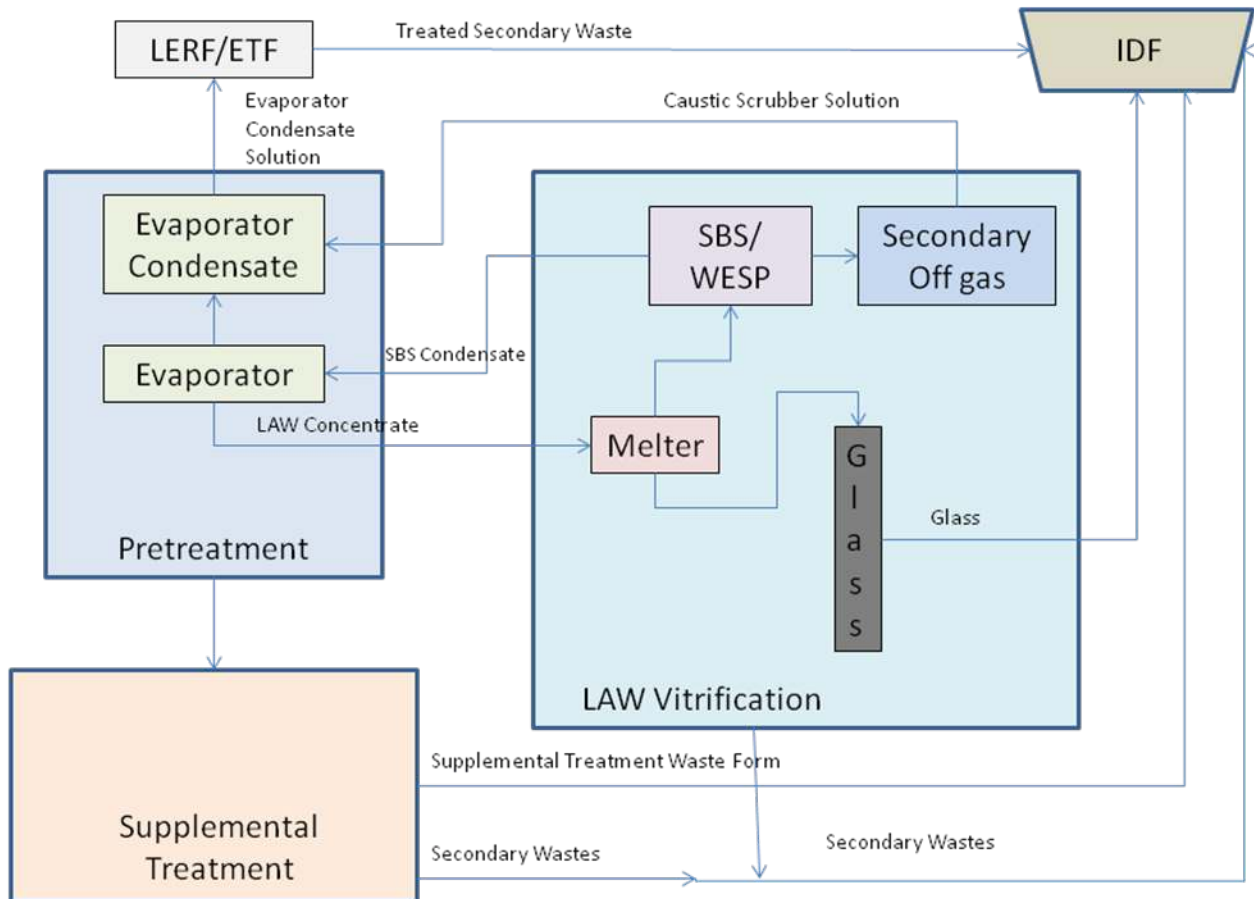 LERF/ETF
Treated Secondary Waste
IDF
Evaporator
Condensate
Solution
Caustic Scrubber Solution
Evaporator
Condensate
SBS/
WESP
Secondary
Off gas
Evaporator
SBS Condensate
LAW Concentrate
Melter
G
l
a
s
s
Glass
Pretreatment
LAW Vitrification
Supplemental Treatment Waste Form
Supplemental
Treatment
Secondary Wastes
Secondary Wastes